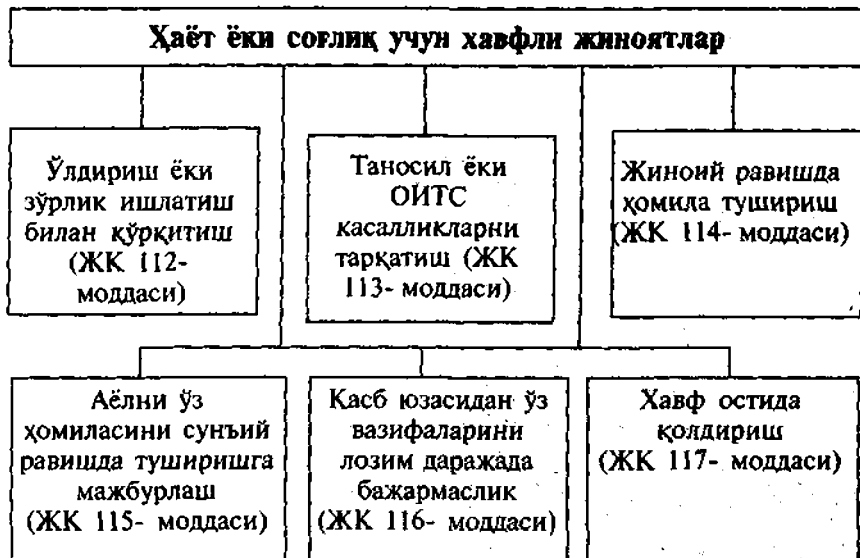 Ҳаёт ёки соғлиқ учун хавфли жиноятлар
Ўлдириш ёки
зўрлик ишлатиш
билан қўрқитиш
(ЖК 112-
моддаси)
Таносил ёки
ОИТС
касалликларни
тарқатиш (ЖК
113- моддаси)
Жиноий равишда
ҳомила тушириш
(ЖК 114- моддаси)
Аёлни ўз
ҳомиласини сунъий
равишда туширишга
мажбурлаш
(ЖК 115- моддаси)
Касб юзасидан ўз
вазифаларини
лозим даражада
бажармаслик
(ЖК 116- моддаси)
Хавф остида
қолдириш
(ЖК 117- моддаси)